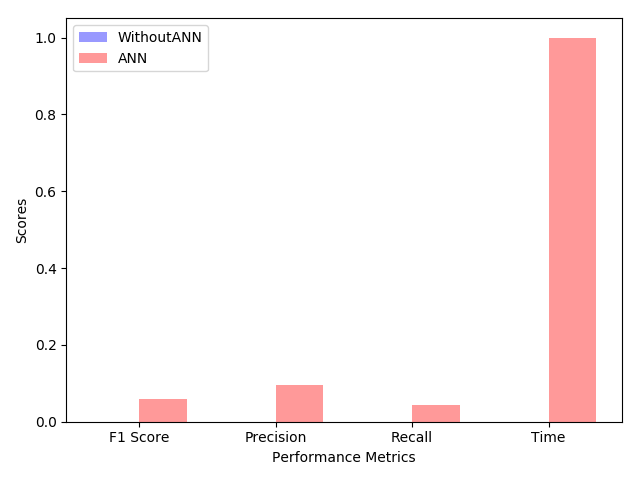 WithoutANN
ANN
1.0
0.8
0.6
0.4
0.2
0.0
Scores
F1 Score Precision Recall Time
Performance Metrics